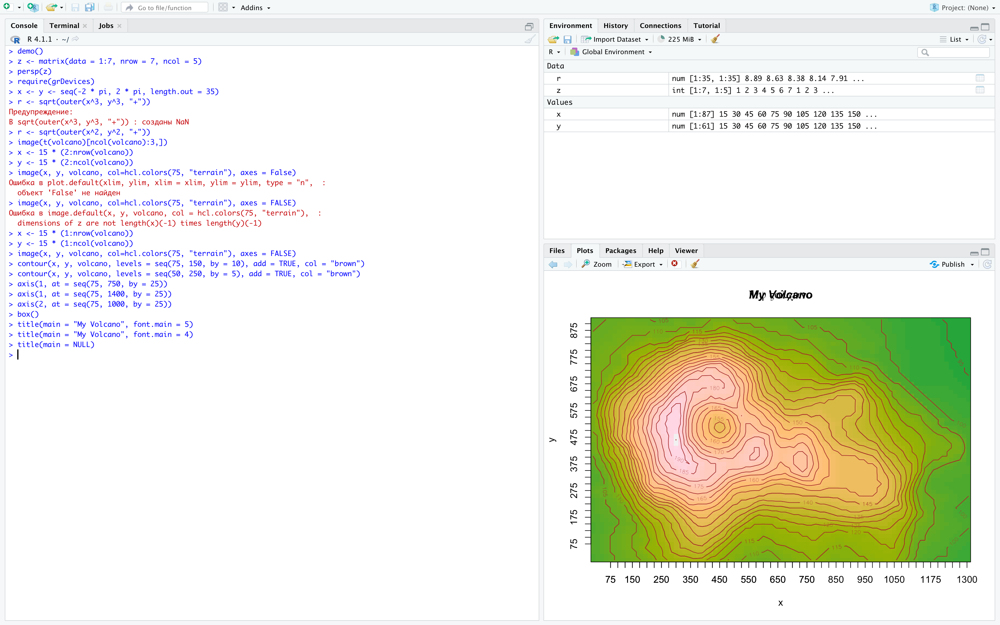 Go to file/function
Addins
Project: (None)
Console Terminal Jobs
R 4.1.1 · ~/
> demo()
> z <- matrix(data = 1:7, nrow = 7, ncol = 5)
> persp(z)
> require(grDevices)
> x <- y <- seq(-2 * pi, 2 * pi, length.out = 35)
> r <- sqrt(outer(x^3, y^3, "+"))
Предупреждение:
В sqrt(outer(x^3, y^3, "+")) : созданы NaN
> r <- sqrt(outer(x^2, y^2, "+"))
> image(t(volcano)[ncol(volcano):3,])
> x <- 15 * (2:nrow(volcano))
> y <- 15 * (2:ncol(volcano))
> image(x, y, volcano, col=hcl.colors(75, "terrain"), axes = False)
Ошибка в plot.default(xlim, ylim, xlim = xlim, ylim = ylim, type = "n",  :
  объект 'False' не найден
> image(x, y, volcano, col=hcl.colors(75, "terrain"), axes = FALSE)
Ошибка в image.default(x, y, volcano, col = hcl.colors(75, "terrain"),  :
  dimensions of z are not length(x)(-1) times length(y)(-1)
> x <- 15 * (1:nrow(volcano))
> y <- 15 * (1:ncol(volcano))
> image(x, y, volcano, col=hcl.colors(75, "terrain"), axes = FALSE)
> contour(x, y, volcano, levels = seq(75, 150, by = 10), add = TRUE, col = "brown")
> contour(x, y, volcano, levels = seq(50, 250, by = 5), add = TRUE, col = "brown")
> axis(1, at = seq(75, 750, by = 25))
> axis(1, at = seq(75, 1400, by = 25))
> axis(2, at = seq(75, 1000, by = 25))
> box()
> title(main = "My Volcano", font.main = 5)
> title(main = "My Volcano", font.main = 4)
> title(main = NULL)
>
Environment History Connections Tutorial
Import Dataset 225 MiB List
R Global Environment
Data
r num [1:35, 1:35] 8.89 8.63 8.38 8.14 7.91 ...
z int [1:7, 1:5] 1 2 3 4 5 6 7 1 2 3 ...
Values
x num [1:87] 15 30 45 60 75 90 105 120 135 150 ...
y num [1:61] 15 30 45 60 75 90 105 120 135 150 ...
Files Plots Packages Help Viewer
Zoom Export Publish
My Volcano
875
775
675
575
475
375
275
175
75
y
105
105
110
115
130
155
110
95
180
165
155
150
100
160
170
190
185
160
175
165
105
110
140
145
135
100
125
125
120
115
115
110
100
75 150 250 350 450 550 650 750 850 950 1050 1175 1300
x